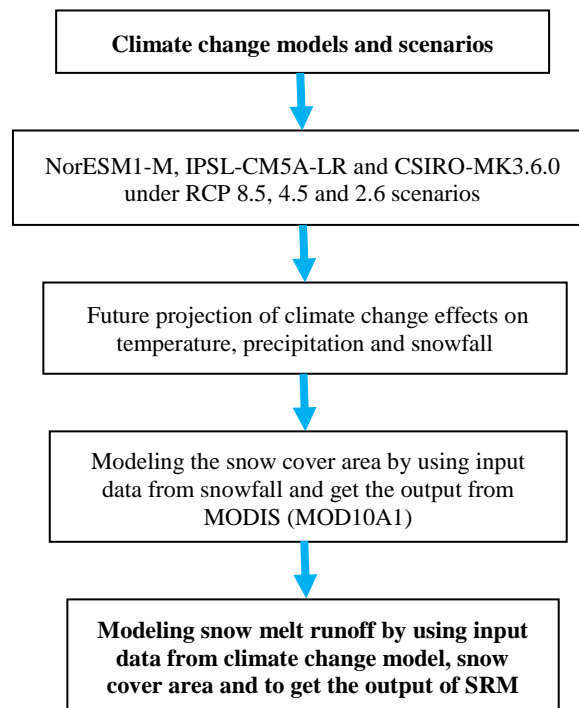 Climate change models and scenarios
NorESM1-M, IPSL-CM5A-LR and CSIRO-MK3.6.0
under RCP 8.5, 4.5 and 2.6 scenarios
Future projection of climate change effects on
temperature, precipitation and snowfall
Modeling the snow cover area by using input
data from snowfall and get the output from
MODIS (MOD10A1)
Modeling snow melt runoff by using input
data from climate change model, snow
cover area and to get the output of SRM